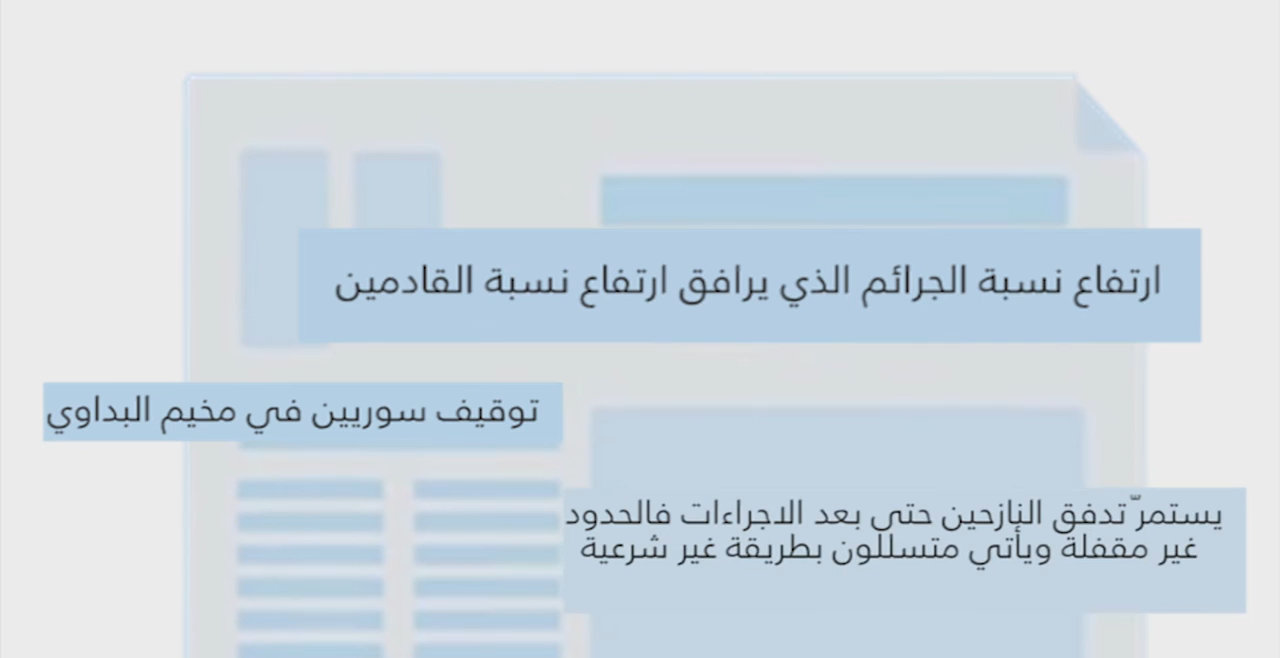 ارتفاع نسبة الجرائم الذي يرافق ارتفاع نسبة القادمين
توقيف سوريين في مخيم البداوي
يستمرّ تدفق النازحين حتى بعد الاجراءات فالحدود
غير مقفلة ويأتي متسللون بطريقة غير شرعية